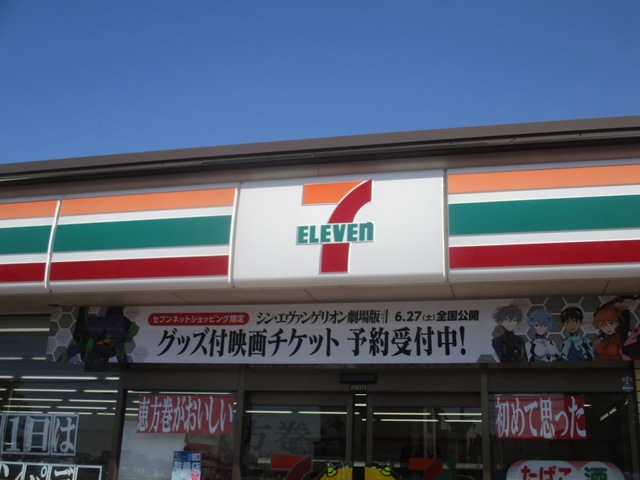 ELEVEn
セブンネットショッピング限定
シン・エヴァンゲリオン劇場版:||
6.27(土)全国公開
グッズ付映画チケット 予約受付中!
恵方巻がおいしい
初めて思った
1日は
たばこ
酒